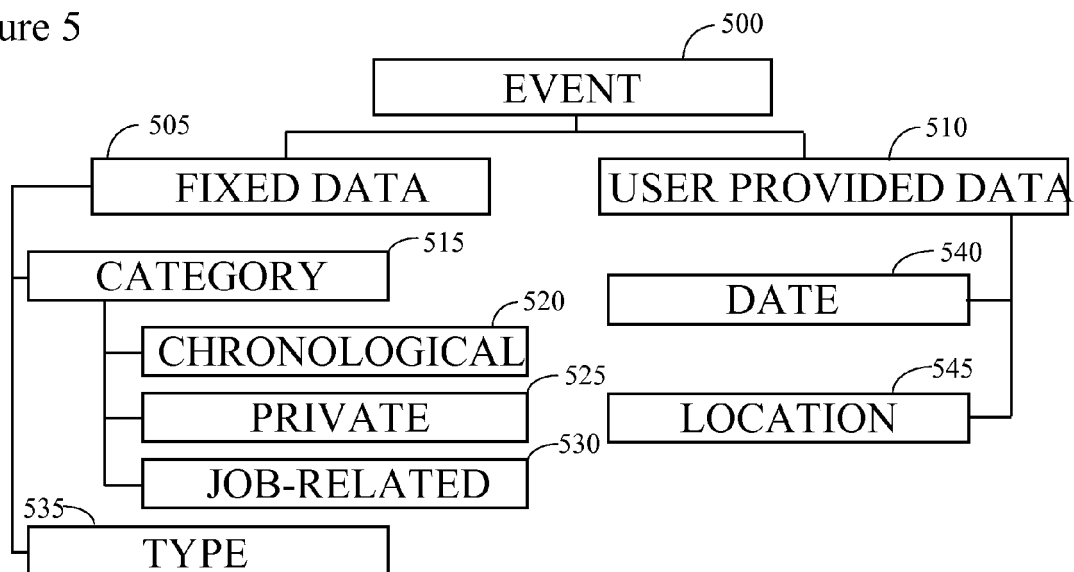 ure 5
500
EVENT
505
510
FIXED DATA
USER PROVIDED DATA
515
CATEGORY
540
DATE
520
CHRONOLOGICAL
525
PRIVATE
545
LOCATION
530
JOB-RELATED
535
TYPE